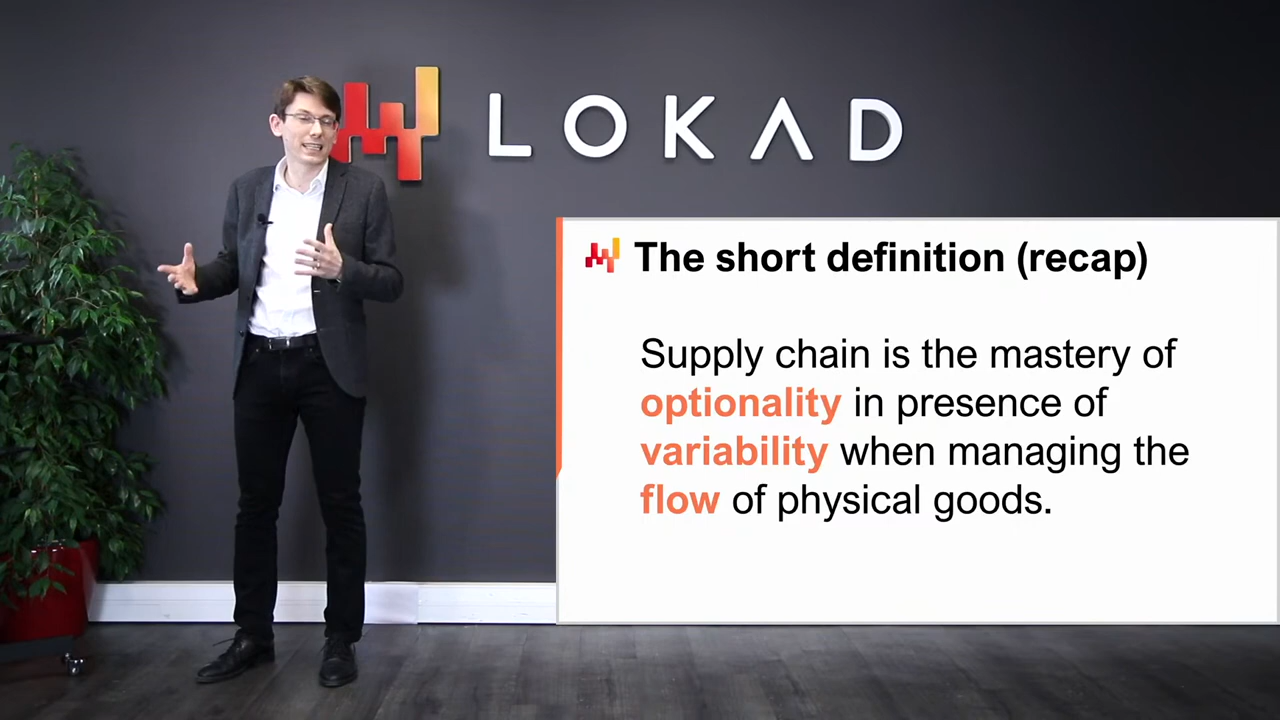 LOKAD
The short definition (recap)
Supply chain is the mastery of
optionality in presence of
variability when managing the
flow of physical goods.